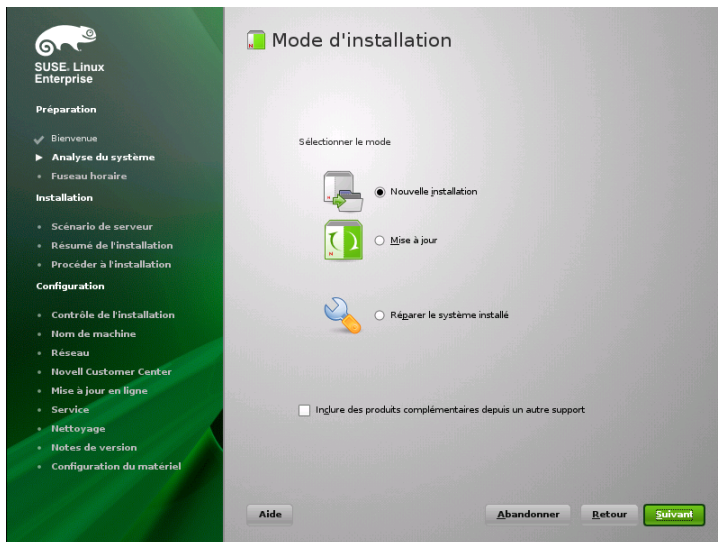 SUSE. Linux
Enterprise
Préparation
Bienvenue
Analyse du système
Fuseau horaire
Installation
Scénario de serveur
Résumé de l'installation
Procéder à l'installation
Configuration
Contrôle de l'installation
Nom de machine
Réseau
Novell Customer Center
Mise à jour en ligne
Service
Nettoyage
Notes de version
Configuration du matériel
Mode d'installation
Sélectionner le mode
Nouvelle installation
Mise à jour
Réparer le système installé
Inclure des produits complémentaires depuis un autre support
Aide
Abandonner
Retour
Suivant